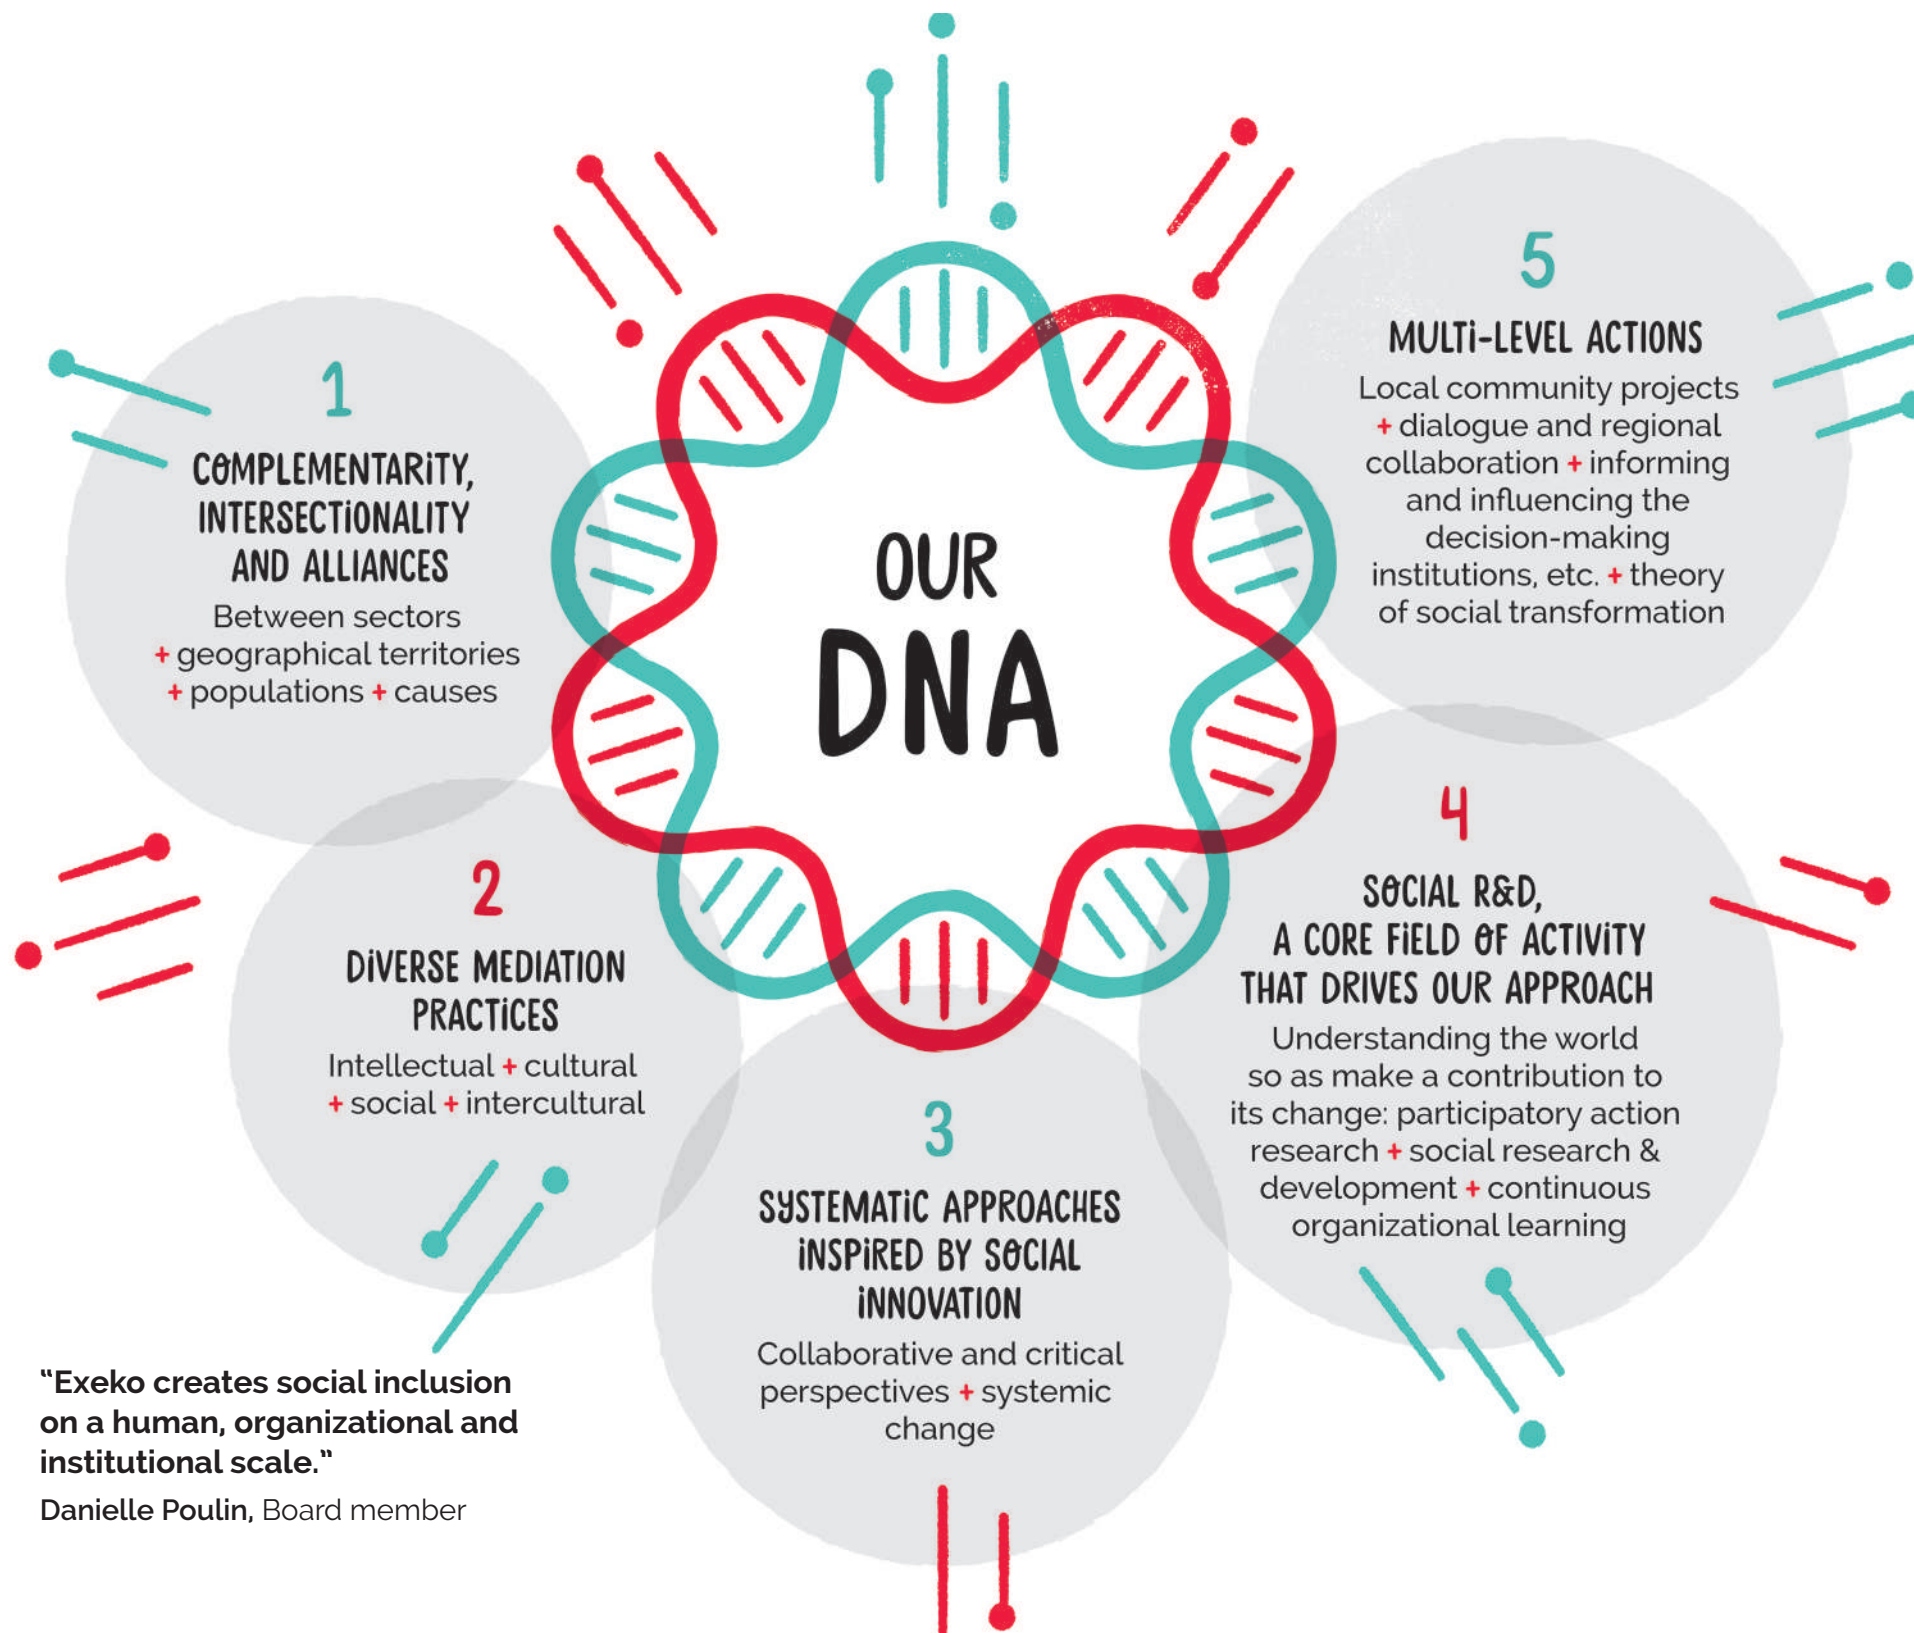 OUR
DNA
1
COMPLEMENTARITY,
INTERSECTIONALITY
AND ALLIANCES
Between sectors
+ geographical territories
+ populations + causes
2
DIVERSE MEDIATION
PRACTICES
Intellectual + cultural
+ social + intercultural
3
SYSTEMATIC APPROACHES
INSPIRED BY SOCIAL
INNOVATION
Collaborative and critical
perspectives + systemic
change
4
SOCIAL R&D,
A CORE FIELD OF ACTIVITY
THAT DRIVES OUR APPROACH
Understanding the world
so as make a contribution to
its change: participatory action
research + social research &
development + continuous
organizational learning
5
MULTI-LEVEL ACTIONS
Local community projects
+ dialogue and regional
collaboration + informing
and influencing the
decision-making
institutions, etc. + theory
of social transformation
“Exeko creates social inclusion
on a human, organizational and
institutional scale.”
Danielle Poulin, Board member